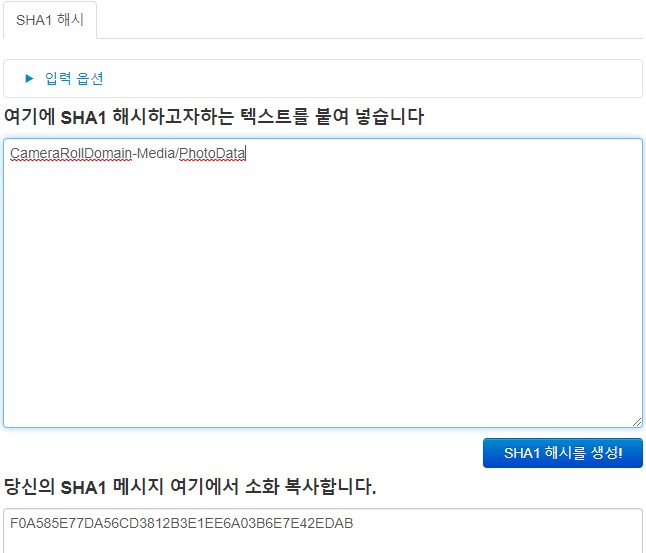 SHA1 해시
▶ 입력 옵션
여기에 SHA1 해시하고자하는 텍스트를 붙여 넣습니다
CameraRollDomain-Media/PhotoData
SHA1 해시를 생성!
당신의 SHA1 메시지 여기에서 소화 복사합니다.
F0A585E77DA56CD3812B3E1EE6A03B6E7E42EDAB